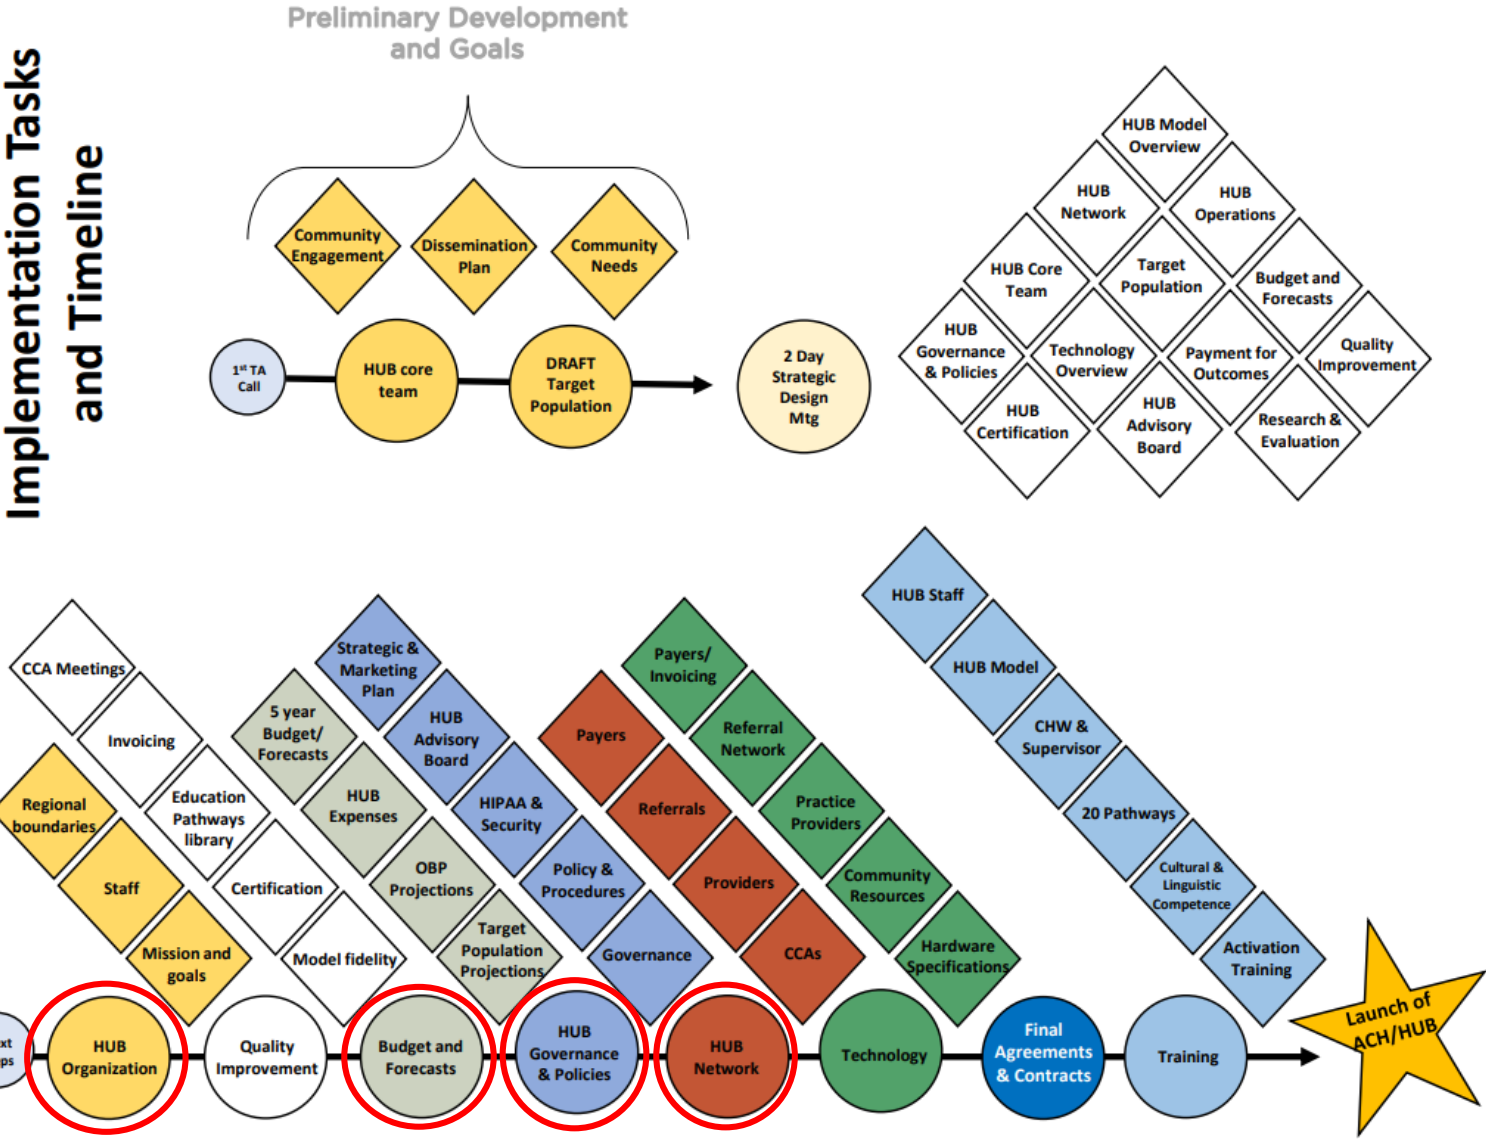 Implementation Tasks
and Timeline
Preliminary Development
and Goals
Community
Engagement
Dissemination
Plan
Community
Needs
1st TA
Call
HUB core
team
DRAFT
Target
Population
2 Day
Strategic
Design
Mtg
HUB Model
Overview
HUB
Network
HUB
Operations
HUB Core
Team
Target
Population
Budget and
Forecasts
HUB
Governance
& Policies
Technology
Overview
Payment for
Outcomes
Quality
Improvement
HUB
Certification
HUB
Advisory
Board
Research &
Evaluation
Regional
boundaries
Staff
Mission and
goals
CCA Meetings
Invoicing
Education
Pathways
library
Certification
Model fidelity
5 year
Budget/
Forecasts
HUB
Expenses
OBP
Projections
Target
Population
Projections
Strategic &
Marketing
Plan
HUB
Advisory
Board
HIPAA &
Security
Policy &
Procedures
Governance
Payers
Referrals
Providers
CCAs
Payers/
Invoicing
Referral
Network
Practice
Providers
Community
Resources
Hardware
Specifications
HUB Staff
HUB Model
CHW &
Supervisor
20 Pathways
Cultural &
Linguistic
Competence
Activation
Training
HUB
Organization
Quality
Improvement
Budget and
Forecasts
HUB
Governance
& Policies
HUB
Network
Technology
Final
Agreements
& Contracts
Training
Launch of
ACH/HUB